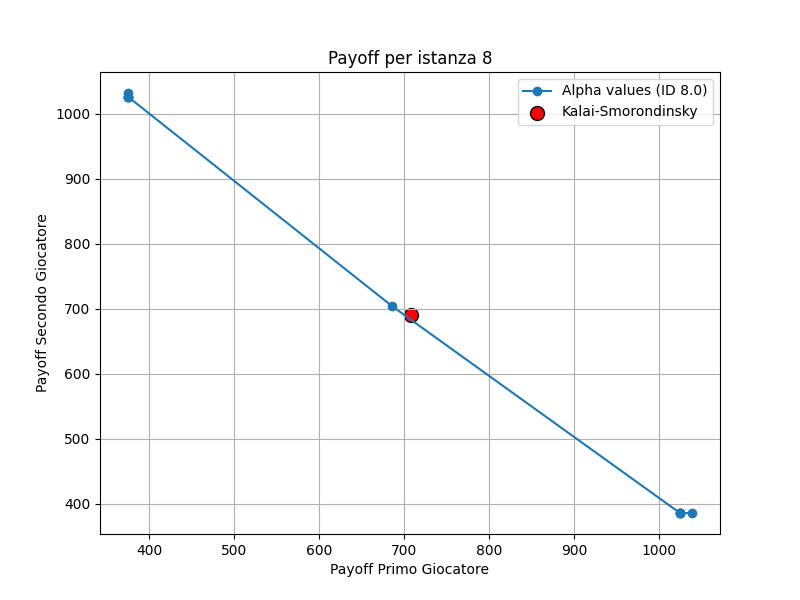 Payoff per istanza 8
Alpha values (ID 8.0)
Kalai-Smorondinsky
1000
900
800
700
600
500
400
Payoff Secondo Giocatore
400 500 600 700 800 900 1000
Payoff Primo Giocatore